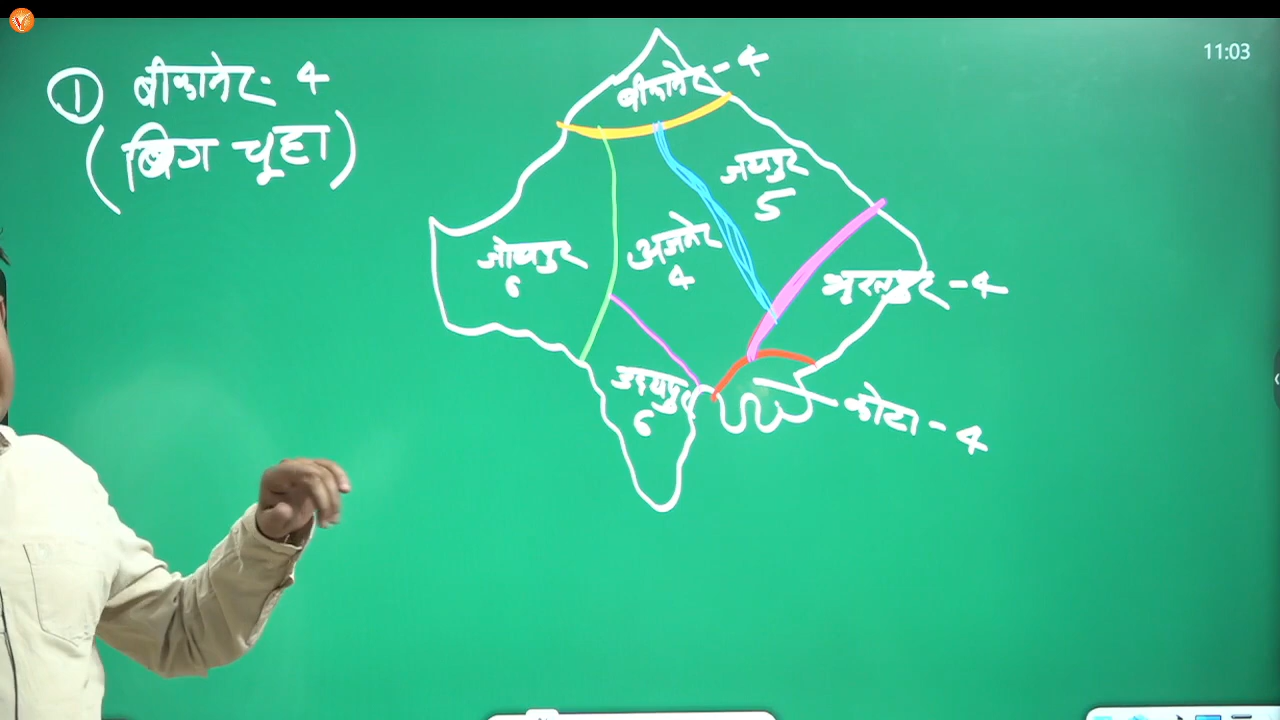 11:03
① बीकानेर - 4
(बिग चूहा)
बीकानेर - 4
जयपुर
5
अजमेर
4
जोधपुर
6
भरतपुर - 4
उदयपुर
6
कोटा - 4